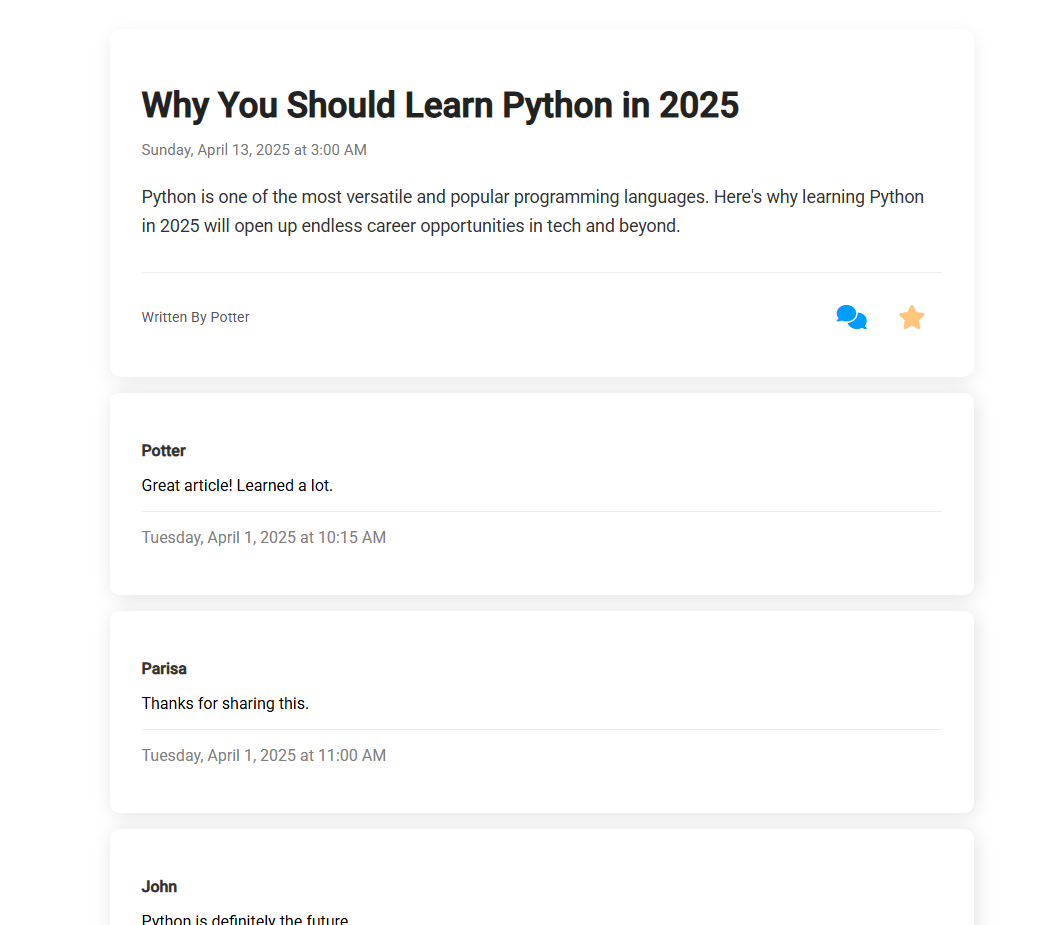 Why You Should Learn Python in 2025
Sunday, April 13, 2025 at 3:00 AM
Python is one of the most versatile and popular programming languages. Here's why learning Python
in 2025 will open up endless career opportunities in tech and beyond.
Written By Potter
Potter
Great article! Learned a lot.
Tuesday, April 1, 2025 at 10:15 AM
Parisa
Thanks for sharing this.
Tuesday, April 1, 2025 at 11:00 AM
John
Python is definitely the future